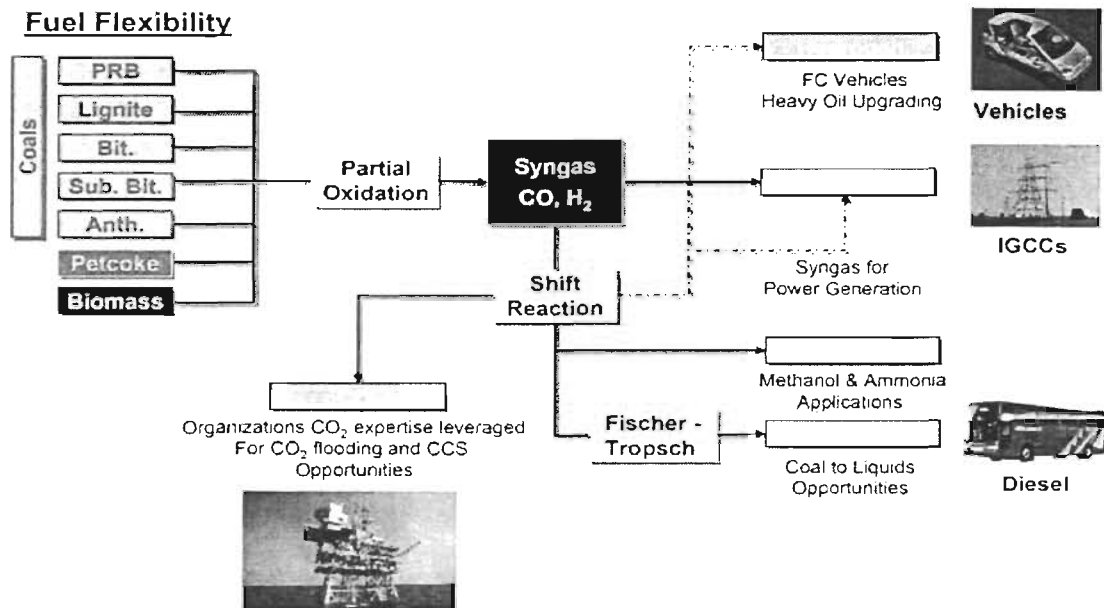 Fuel Flexibility
Coals
PRB
Lignite
Bit.
Sub. Bit.
Anth.
Petcoke
Biomass
Partial
Oxidation
Syngas
CO, H₂
Shift
Reaction
FC Vehicles
Heavy Oil Upgrading
Vehicles
IGCCs
Syngas for
Power Generation
Methanol & Ammonia
Applications
Fischer -
Tropsch
Coal to Liquids
Opportunities
Diesel
Organizations CO₂ expertise leveraged
For CO₂ flooding and CCS
Opportunities